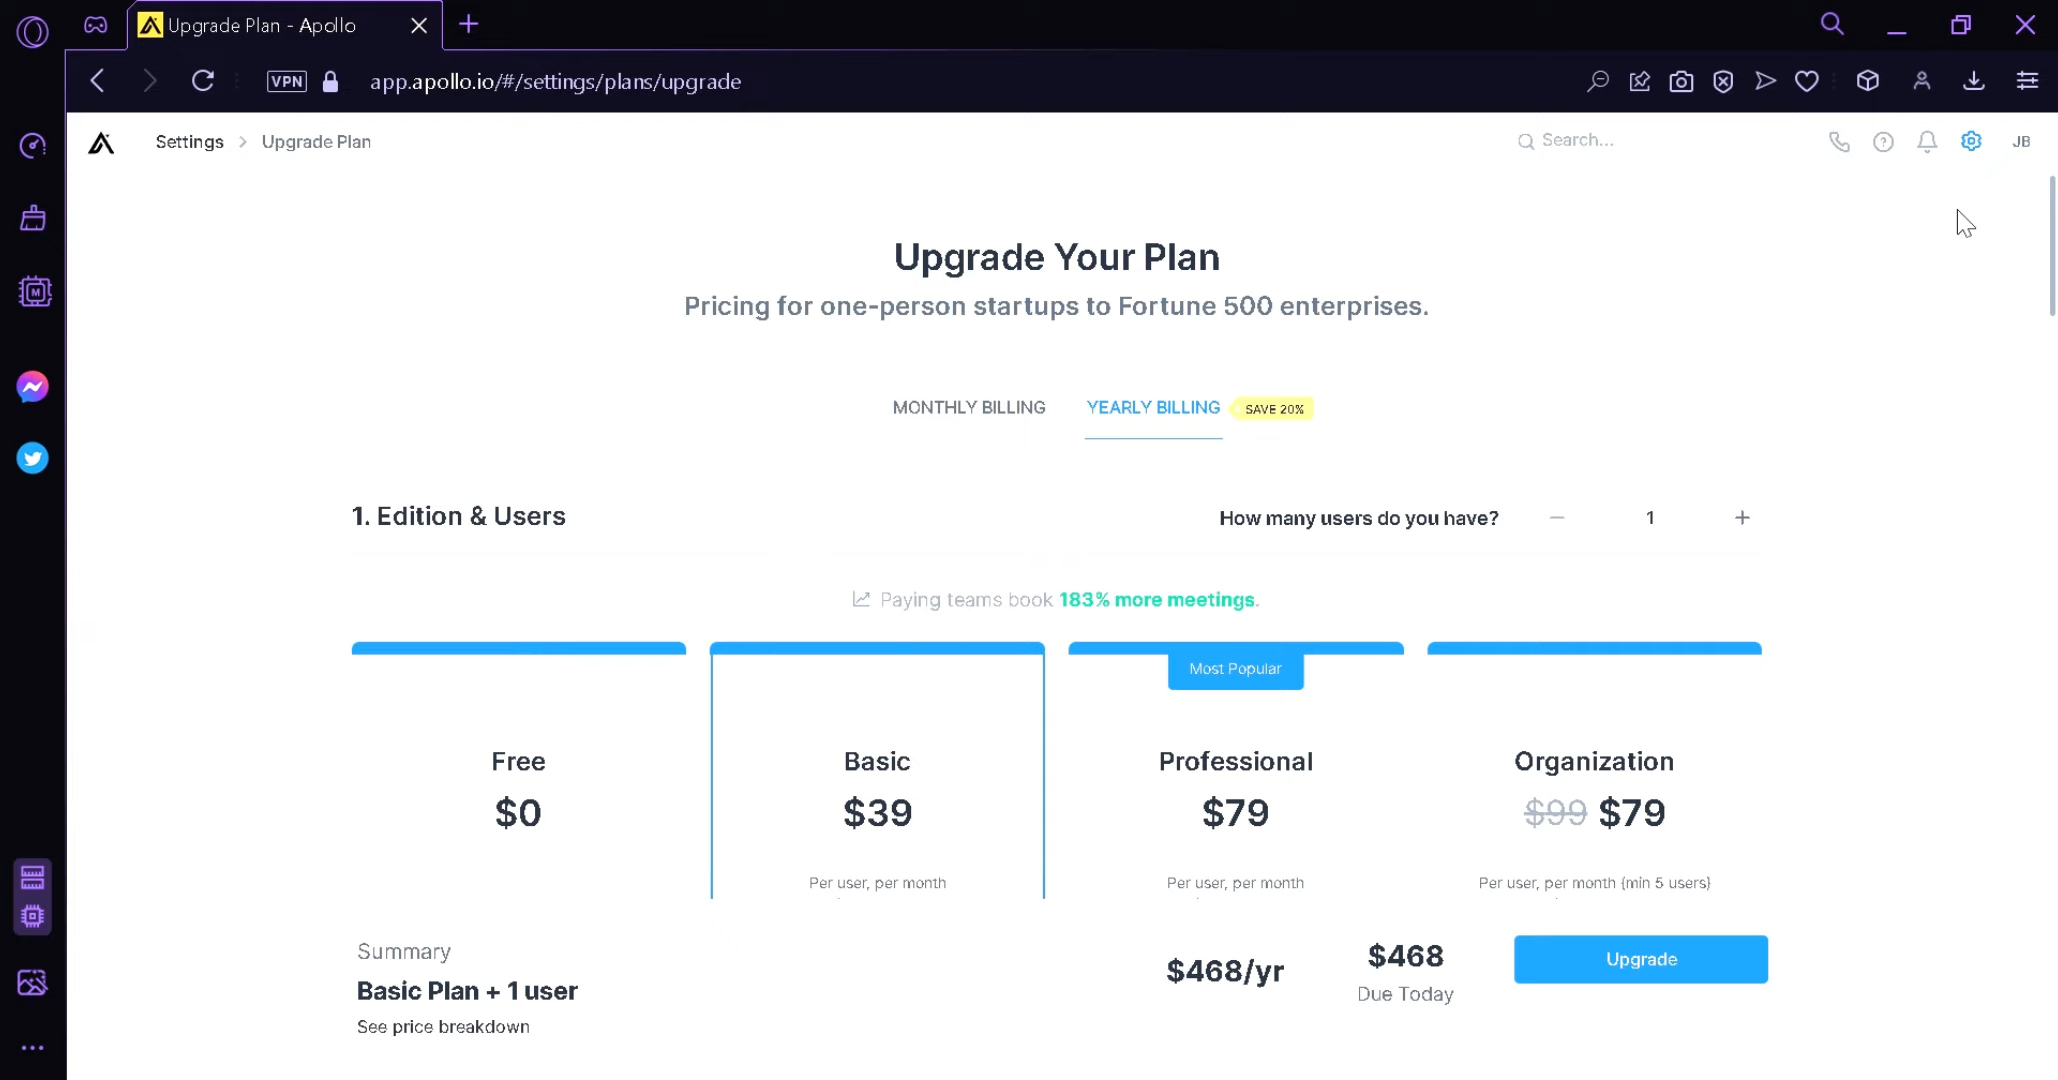 Upgrade Plan - Apollo
VPN
app.apollo.io/#/settings/plans/upgrade
Settings > Upgrade Plan
Search...
JB
Upgrade Your Plan
Pricing for one-person startups to Fortune 500 enterprises.
MONTHLY BILLING
YEARLY BILLING
SAVE 20%
1. Edition & Users
How many users do you have?
− 1 +
Paying teams book 183% more meetings.
Most Popular
Free
Basic
Professional
Organization
$0
$39
$79
$99 $79
Per user, per month
Per user, per month
Per user, per month (min 5 users)
Summary
Basic Plan + 1 user
See price breakdown
$468/yr
$468
Due Today
Upgrade